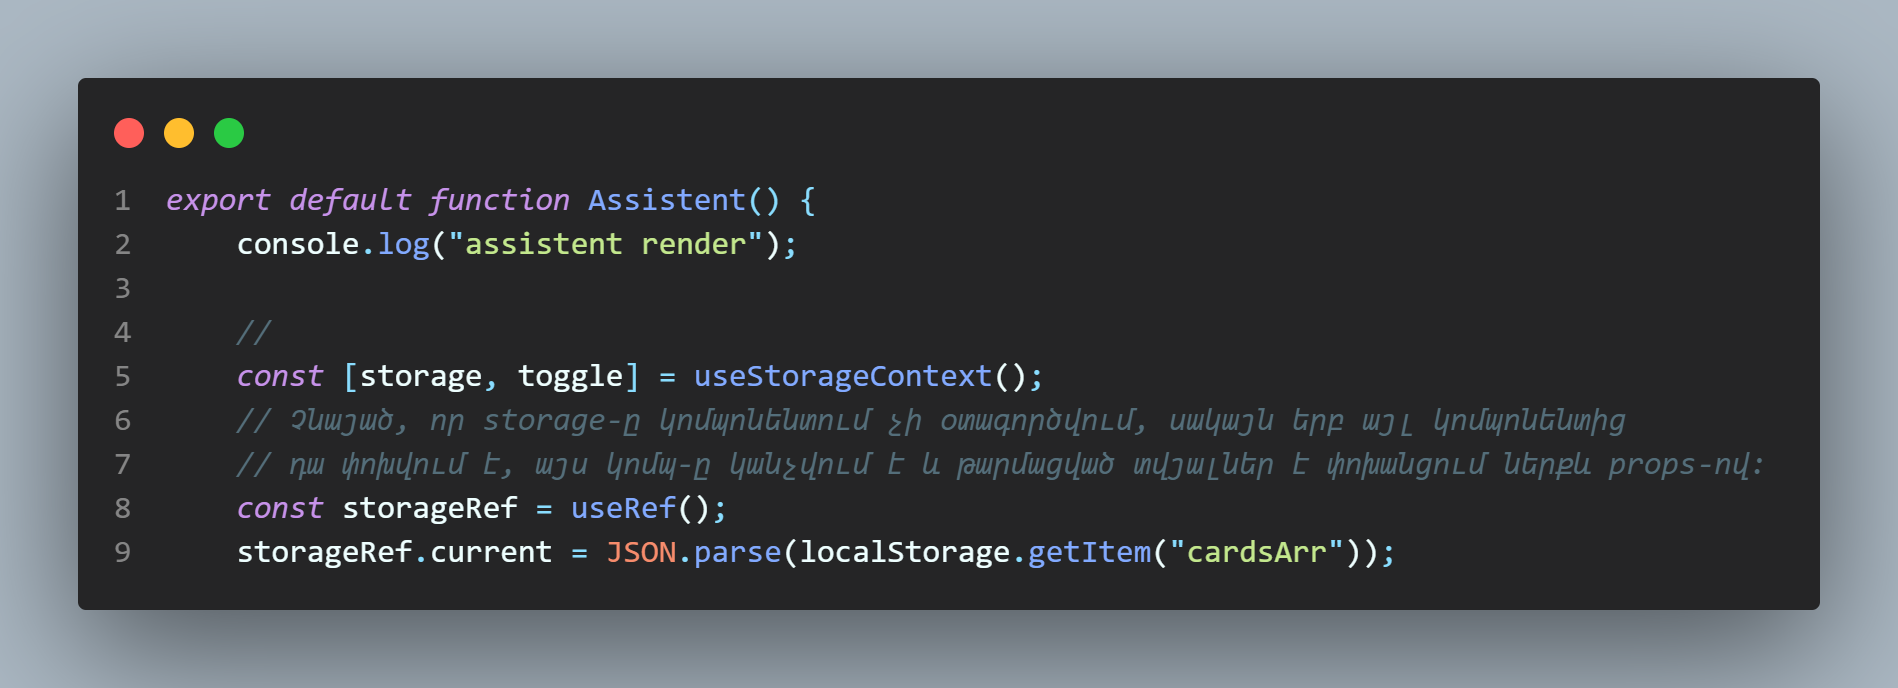 1 export default function Assistent() {
2 console.log("assistent render");
3
4 //
5 const [storage, toggle] = useStorageContext();
6 // Չնայած, որ storage-ը կոմպոնենտում չի օտագործվում, սակայն երբ այլ կոմպոնենտից
7 // դա փոխվում է, այս կոմպ-ը կանչվում է և թարմացված տվյալներ է փոխանցում ներքև props-ով:
8 const storageRef = useRef();
9 storageRef.current = JSON.parse(localStorage.getItem("cardsArr"));